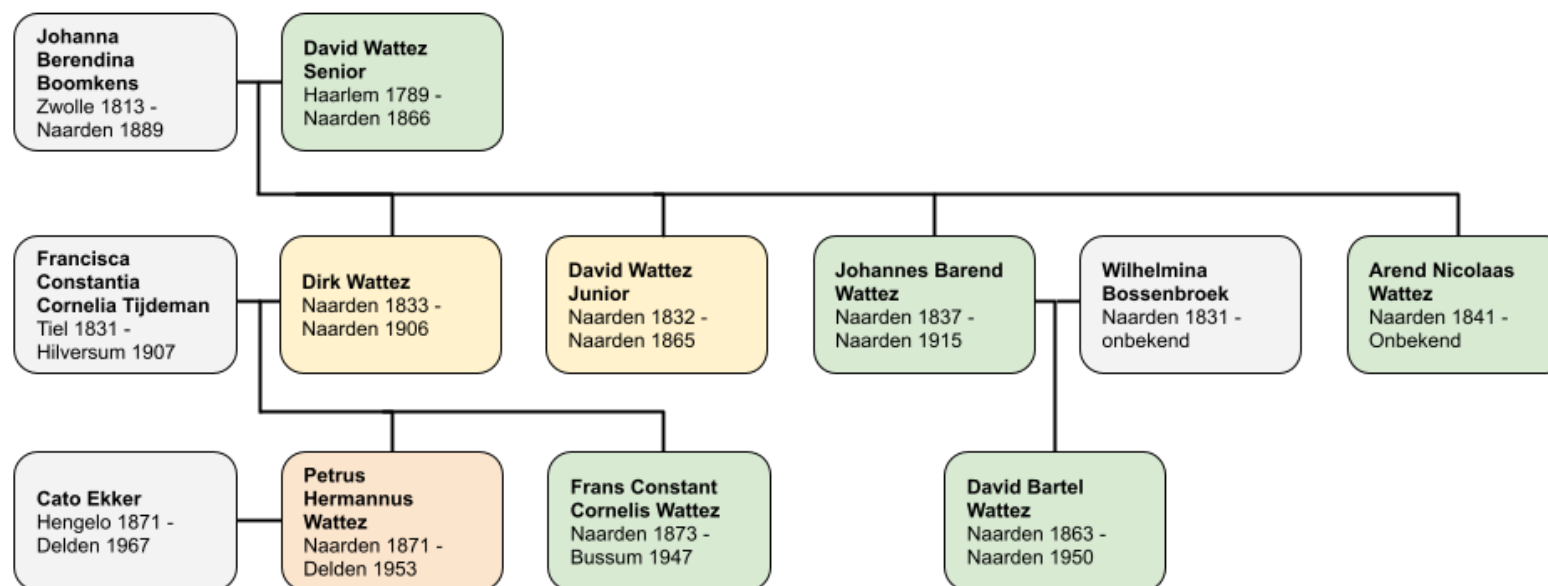 Johanna
Berendina
Boomkens
Zwolle 1813 -
Naarden 1889
David Wattez
Senior
Haarlem 1789 -
Naarden 1866
Francisca
Constantia
Cornelia Tijdeman
Tiel 1831 -
Hilversum 1907
Dirk Wattez
Naarden 1833 -
Naarden 1906
David Wattez
Junior
Naarden 1832 -
Naarden 1865
Johannes Barend
Wattez
Naarden 1837 -
Naarden 1915
Wilhelmina
Bossenbroek
Naarden 1831 -
onbekend
Arend Nicolaas
Wattez
Naarden 1841 -
Onbekend
Cato Ekker
Hengelo 1871 -
Delden 1967
Petrus
Hermannus
Wattez
Naarden 1871 -
Delden 1953
Frans Constant
Cornelis Wattez
Naarden 1873 -
Bussum 1947
David Bartel
Wattez
Naarden 1863 -
Naarden 1950